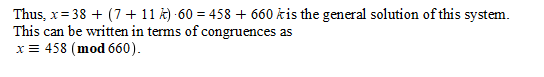 Thus, x = 38 + (7 + 11 k) ·60 = 458 + 660 k is the general solution of this system.
This can be written in terms of congruences as
x ≡ 458 (mod 660).